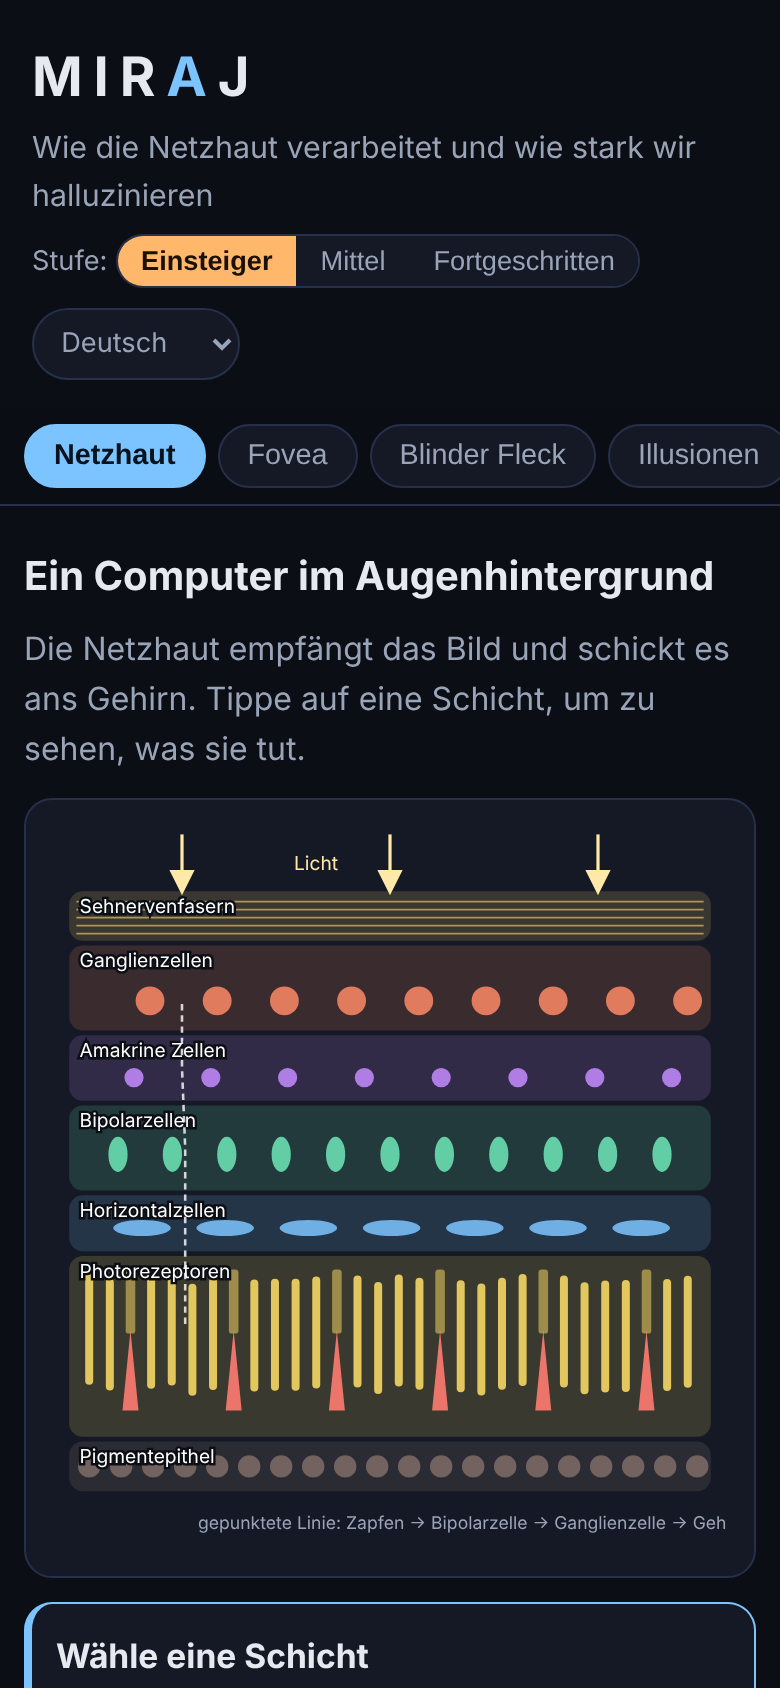 MIRAJ
Wie die Netzhaut verarbeitet und wie stark wir
halluzinieren
Stufe: Einsteiger Mittel Fortgeschritten
Deutsch
Netzhaut Fovea Blinder Fleck Illusionen
Ein Computer im Augenhintergrund
Die Netzhaut empfängt das Bild und schickt es
ans Gehirn. Tippe auf eine Schicht, um zu
sehen, was sie tut.
Licht
Sehnervenfasern
Ganglienzellen
Amakrine Zellen
Bipolarzellen
Horizontalzellen
Photorezeptoren
Pigmentepithel
gepunktete Linie: Zapfen → Bipolarzelle → Ganglienzelle → Geh
Wähle eine Schicht